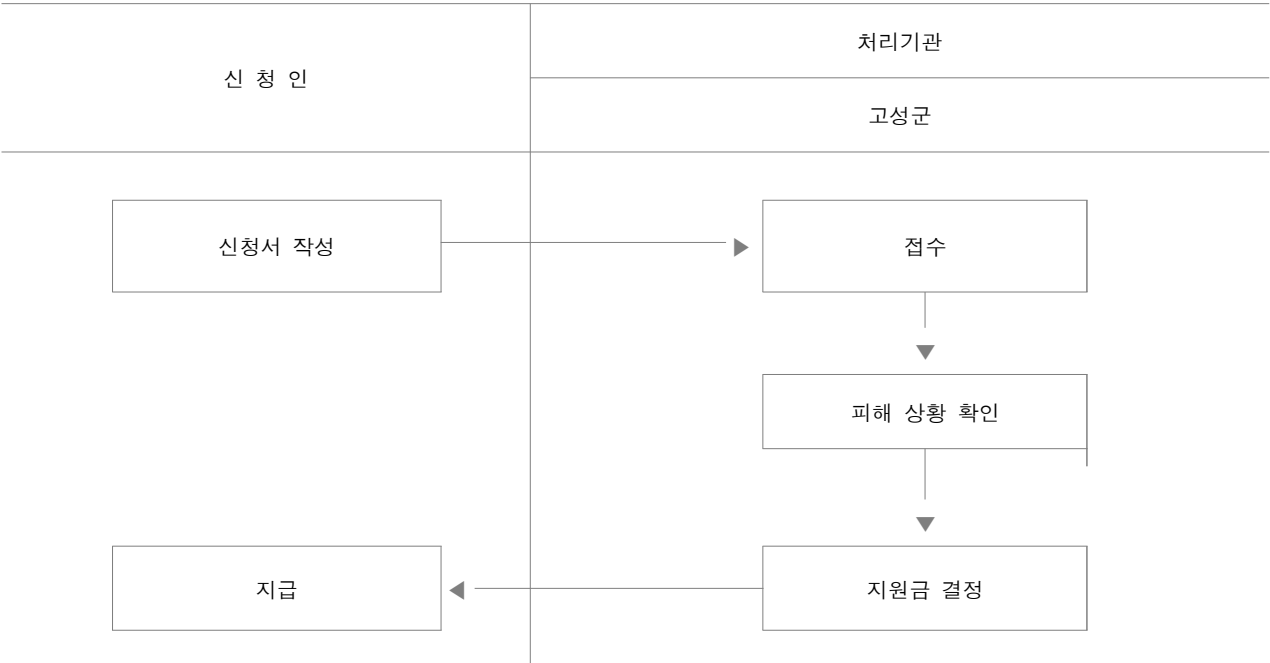 신 청 인
처리기관
고성군
신청서 작성
접수
피해 상황 확인
지급
지원금 결정